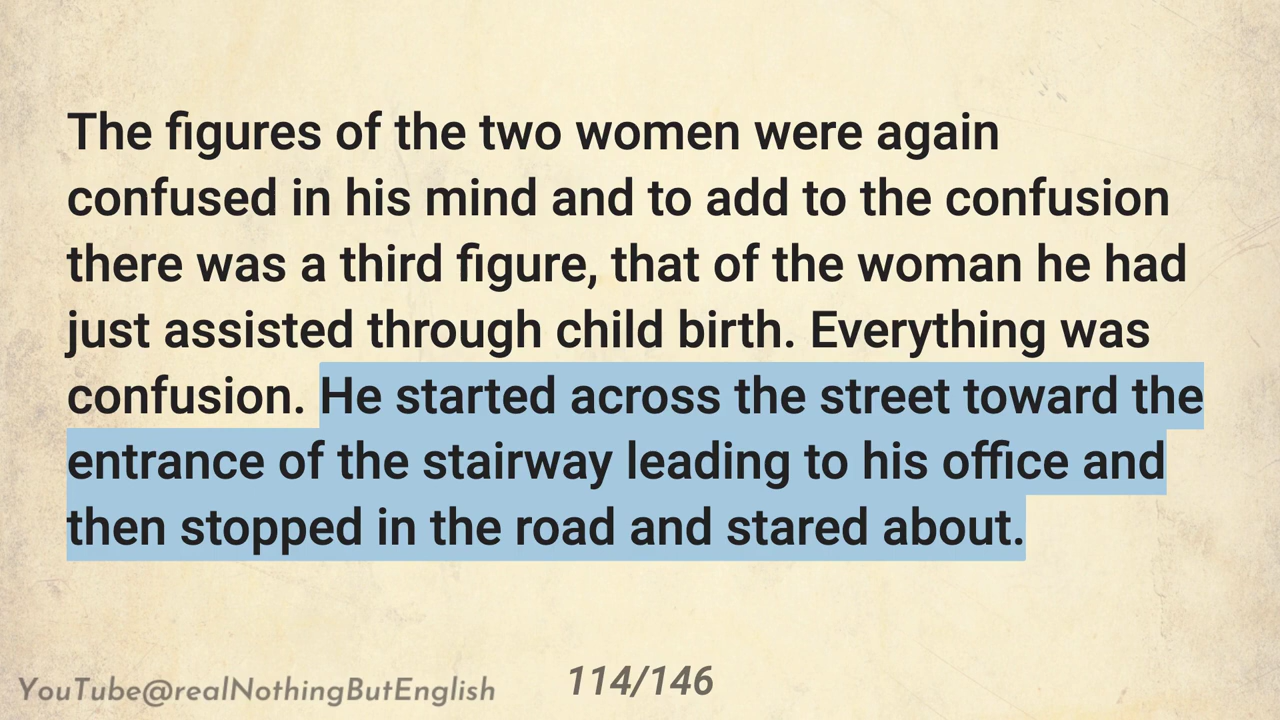 The figures of the two women were again
confused in his mind and to add to the confusion
there was a third figure, that of the woman he had
just assisted through child birth. Everything was
confusion. He started across the street toward the
entrance of the stairway leading to his office and
then stopped in the road and stared about.
YouTube@realNothingButEnglish
114/146